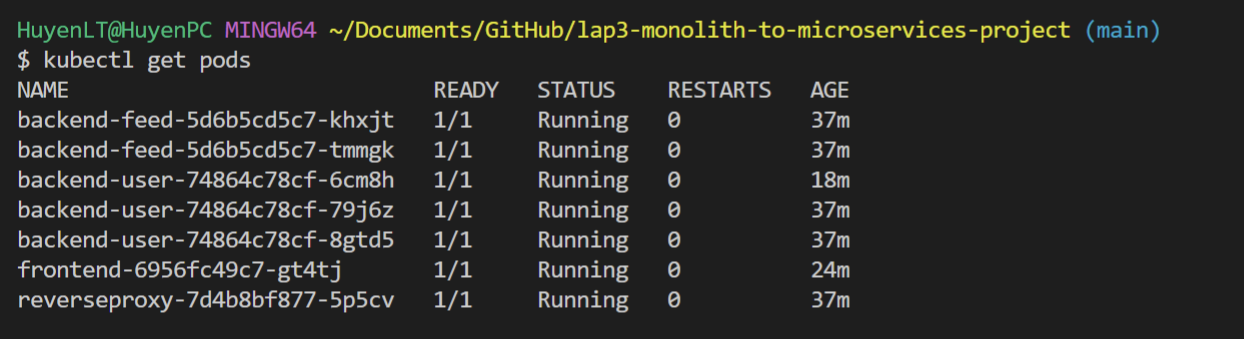 HuyenLT@HuyenPC MINGW64 ~/Documents/GitHub/lap3-monolith-to-microservices-project (main)
$ kubectl get pods
NAME READY STATUS RESTARTS AGE
backend-feed-5d6b5cd5c7-khxjt 1/1 Running 0 37m
backend-feed-5d6b5cd5c7-tmmgk 1/1 Running 0 37m
backend-user-74864c78cf-6cm8h 1/1 Running 0 18m
backend-user-74864c78cf-79j6z 1/1 Running 0 37m
backend-user-74864c78cf-8gtd5 1/1 Running 0 37m
frontend-6956fc49c7-gt4tj 1/1 Running 0 24m
reverseproxy-7d4b8bf877-5p5cv 1/1 Running 0 37m